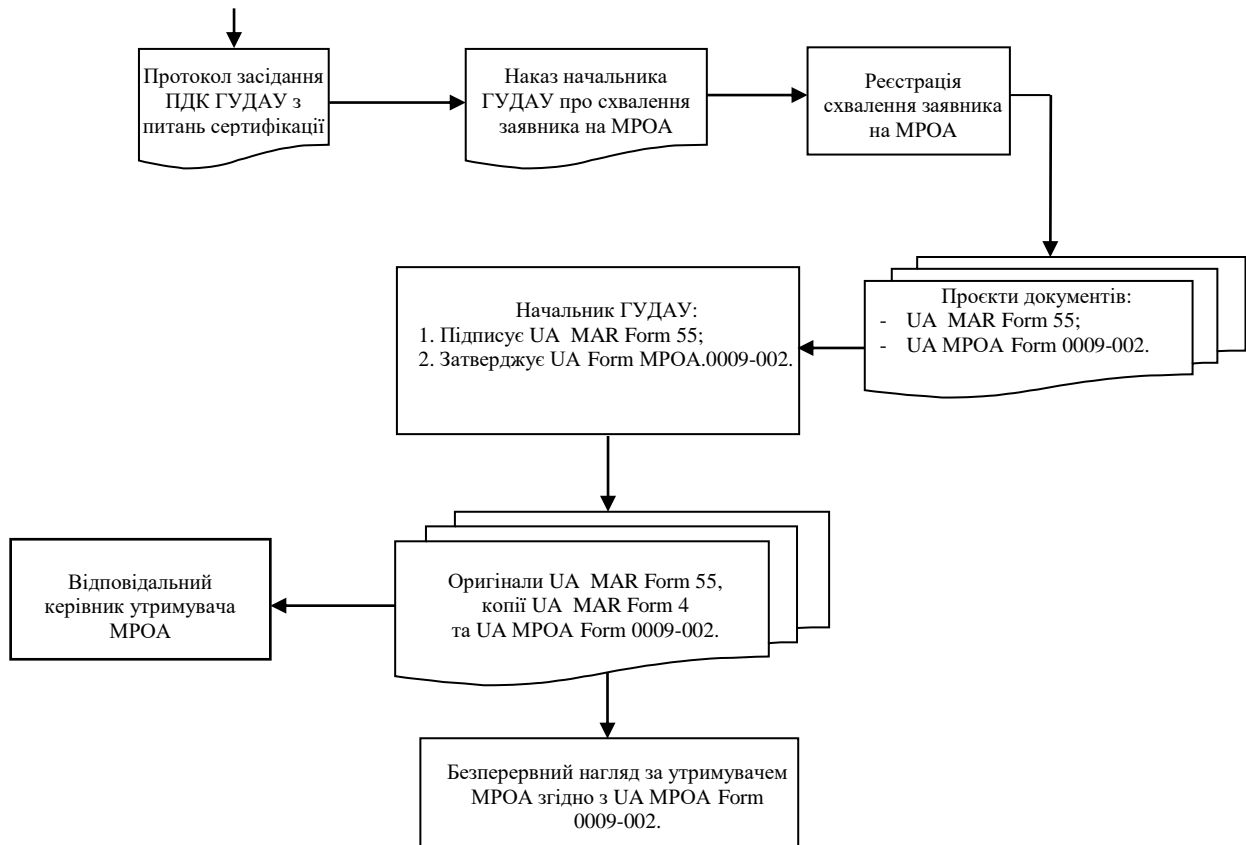 Протокол засідання
ПДК ГУДАУ з
питань сертифікації
Наказ начальника
ГУДАУ про схвалення
заявника на МРОА
Реєстрація
схвалення заявника
на МРОА
Проєкти документів:
- UA MAR Form 55;
- UA MPOA Form 0009-002.
Начальник ГУДАУ:
1. Підписує UA MAR Form 55;
2. Затверджує UA Form MPOA.0009-002.
Оригінали UA MAR Form 55,
копії UA MAR Form 4
та UA MPOA Form 0009-002.
Відповідальний
керівник утримувача
МРОА
Безперервний нагляд за утримувачем
МРОА згідно з UA MPOA Form
0009-002.